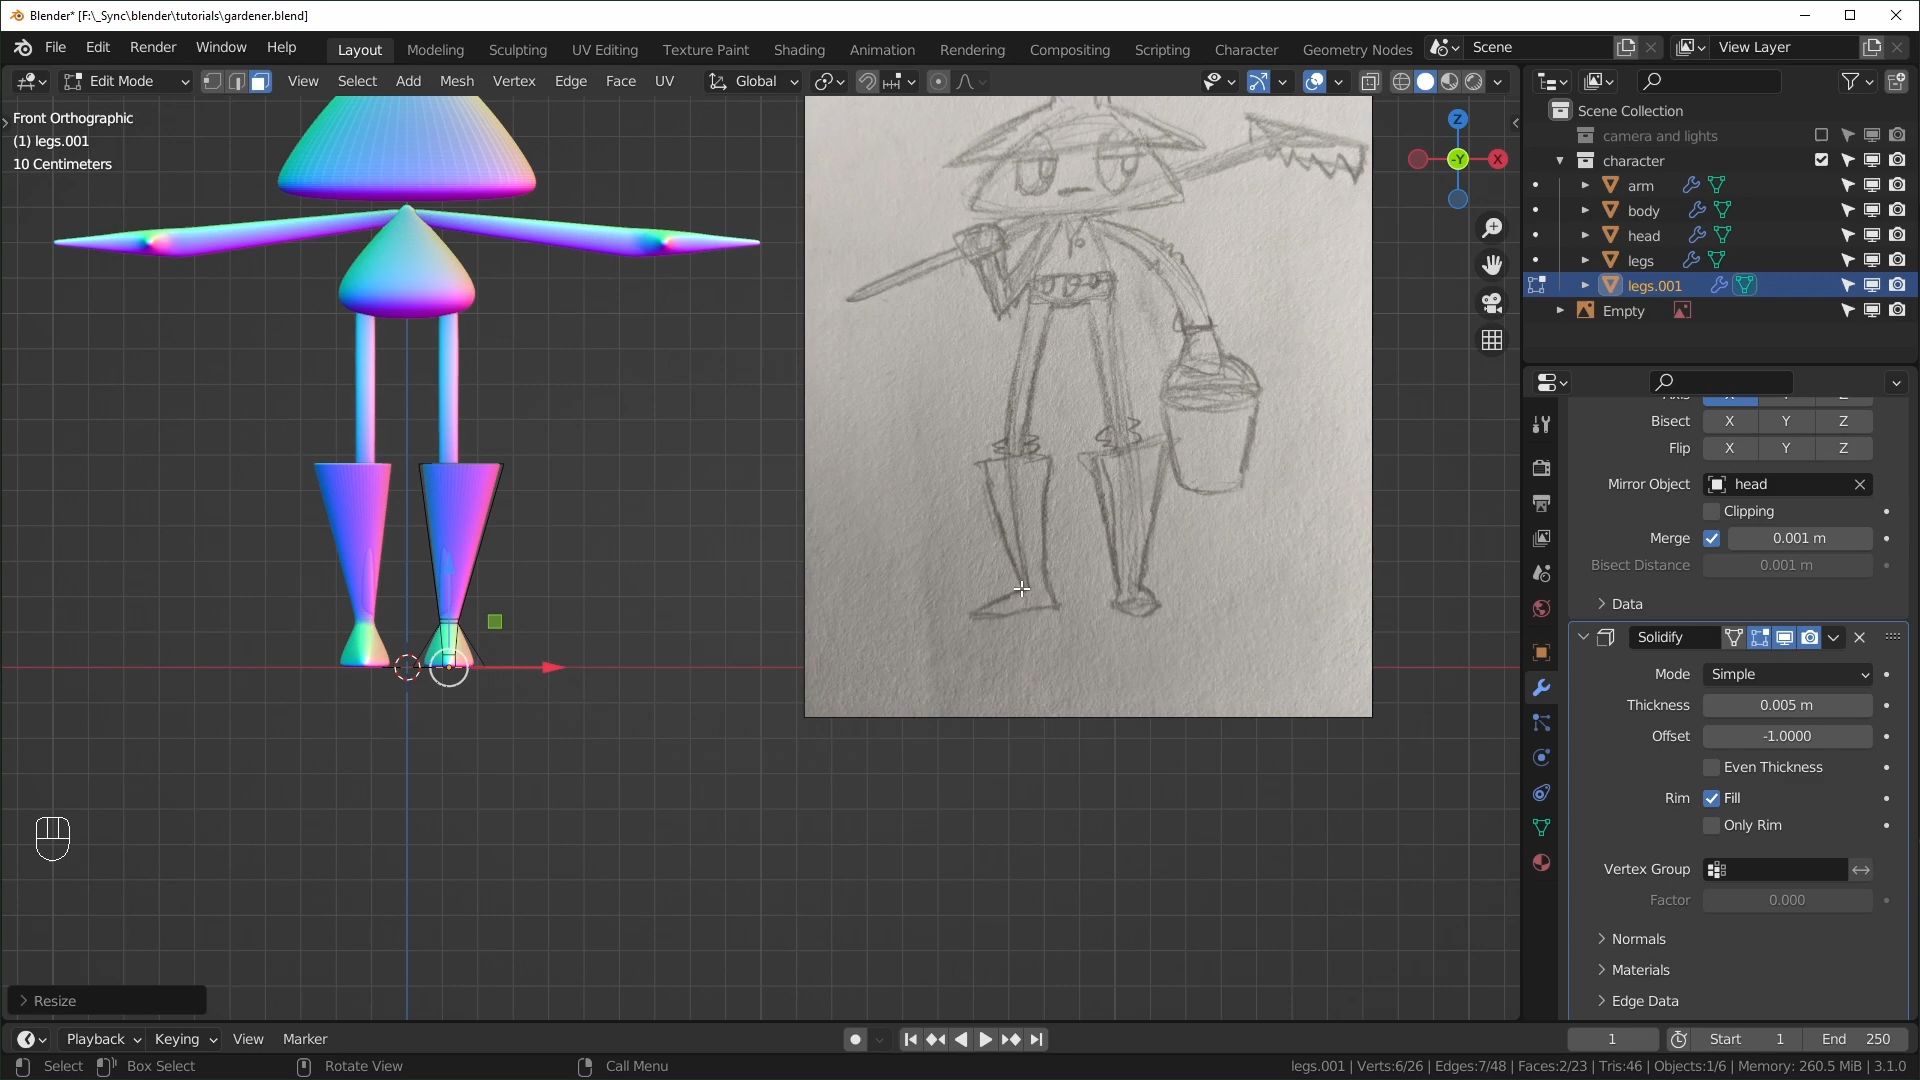 Blender* [F:\_Sync\blender\tutorials\gardener.blend]
File Edit Render Window Help Layout Modeling Sculpting UV Editing Texture Paint Shading Animation Rendering Compositing Scripting Character Geometry Nodes Scene View Layer
Edit Mode View Select Add Mesh Vertex Edge Face UV Global
Front Orthographic
(1) legs.001
10 Centimeters
Z
-Y
X
Scene Collection
camera and lights
character
arm
body
head
legs
legs.001
Empty
Bisect X Y Z
Flip X Y Z
Mirror Object head
Clipping
Merge 0.001 m
Bisect Distance 0.001 m
Data
Solidify
Mode Simple
Thickness 0.005 m
Offset -1.0000
Even Thickness
Rim Fill
Only Rim
Vertex Group
Factor 0.000
Normals
Materials
Edge Data
Resize
Playback Keying View Marker 1 Start 1 End 250
Select Box Select Rotate View Call Menu legs.001 | Verts:6/26 | Edges:7/48 | Faces:2/23 | Tris:46 | Objects:1/6 | Memory: 260.5 MiB | 3.1.0